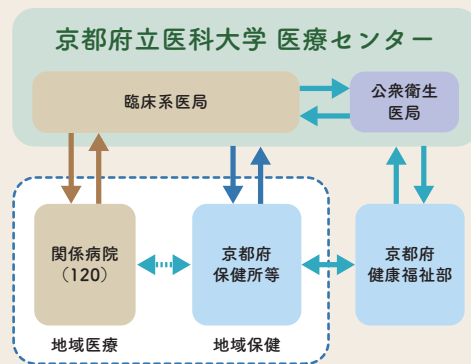 京都府立医科大学 医療センター
臨床系医局
公衆衛生
医局
関係病院
（120）
京都府
保健所等
京都府
健康福祉部
地域医療
地域保健